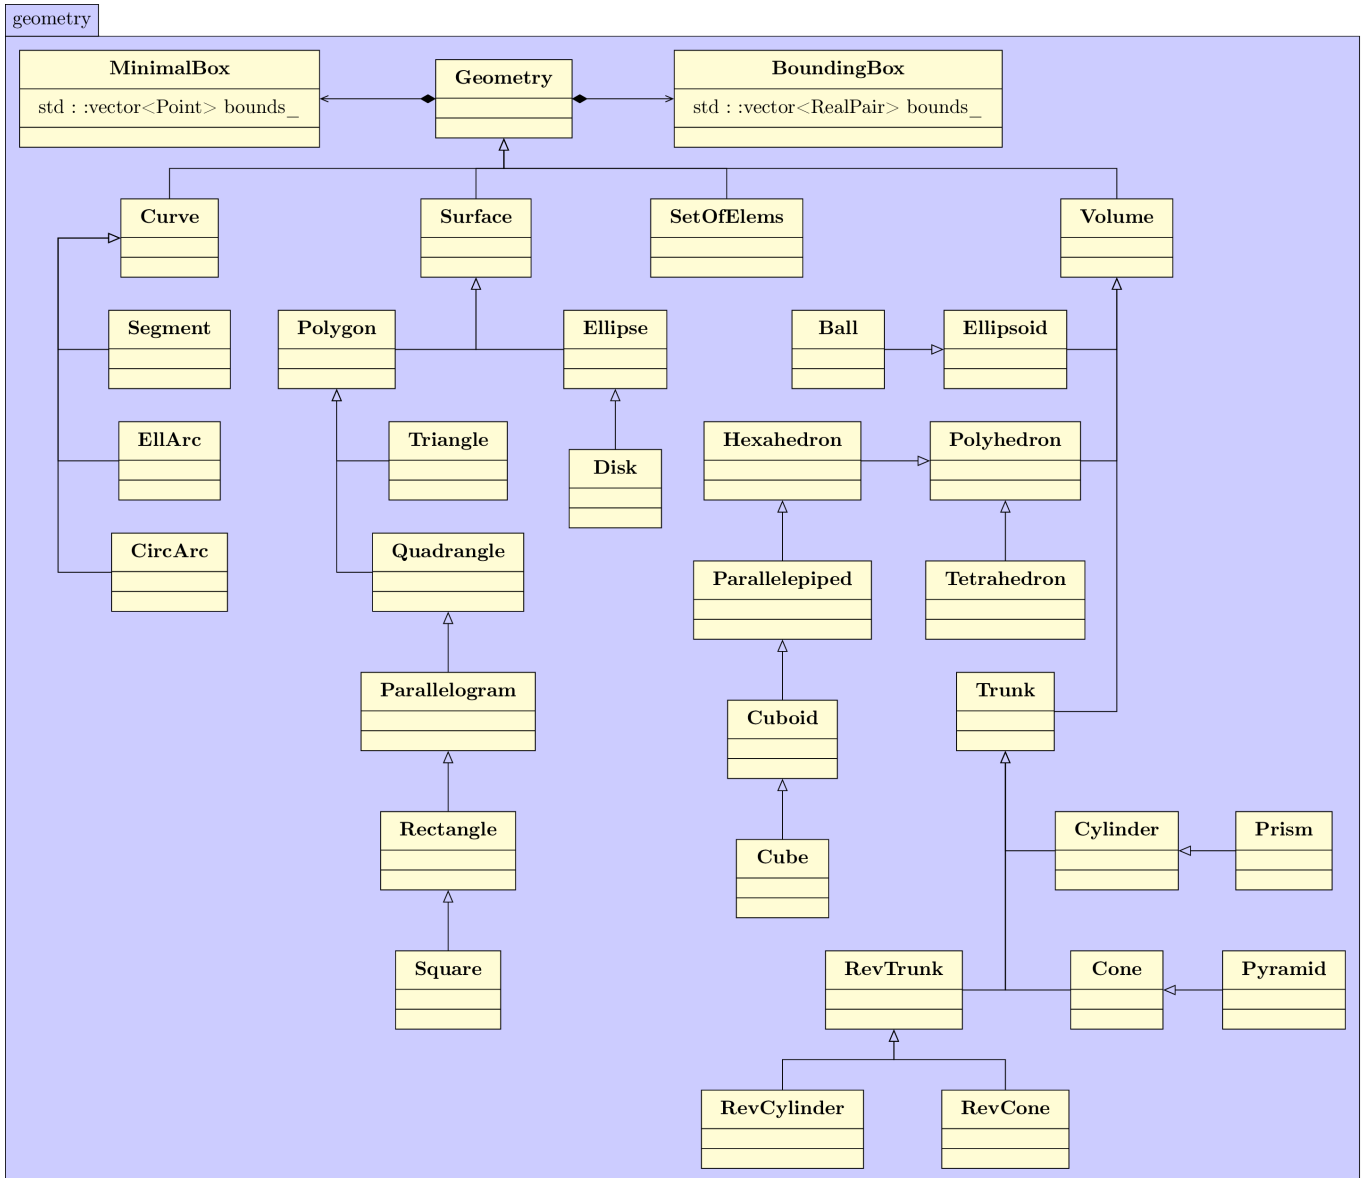 geometry
MinimalBox
std : :vector<Point> bounds_
Geometry
BoundingBox
std : :vector<RealPair> bounds_
Curve
Surface
SetOfElems
Volume
Segment
Polygon
Ellipse
Ball
Ellipsoid
EllArc
Triangle
Disk
Hexahedron
Polyhedron
CircArc
Quadrangle
Parallelepiped
Tetrahedron
Parallelogram
Cuboid
Trunk
Rectangle
Cube
Cylinder
Prism
Square
RevTrunk
Cone
Pyramid
RevCylinder
RevCone